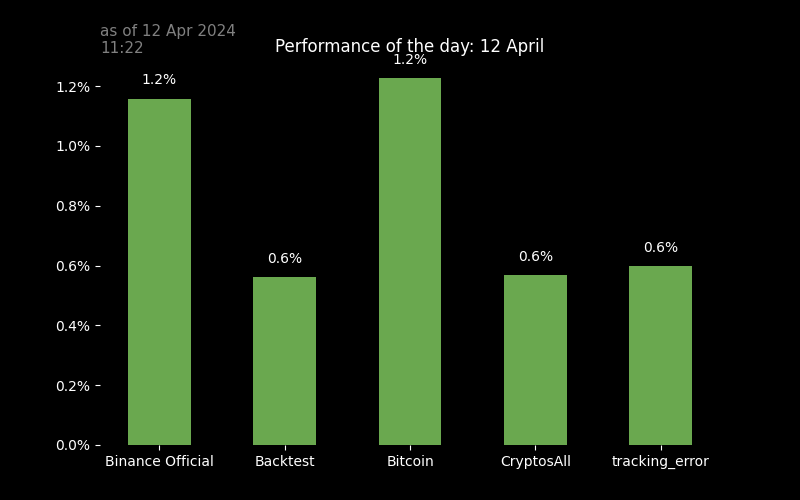 as of 12 Apr 2024
11:22
Performance of the day: 12 April
1.2%
1.2%
1.2%
1.0%
0.8%
0.6%
0.6%
0.6%
0.6%
0.4%
0.2%
0.0%
Binance Official
Backtest
Bitcoin
CryptosAll
tracking_error